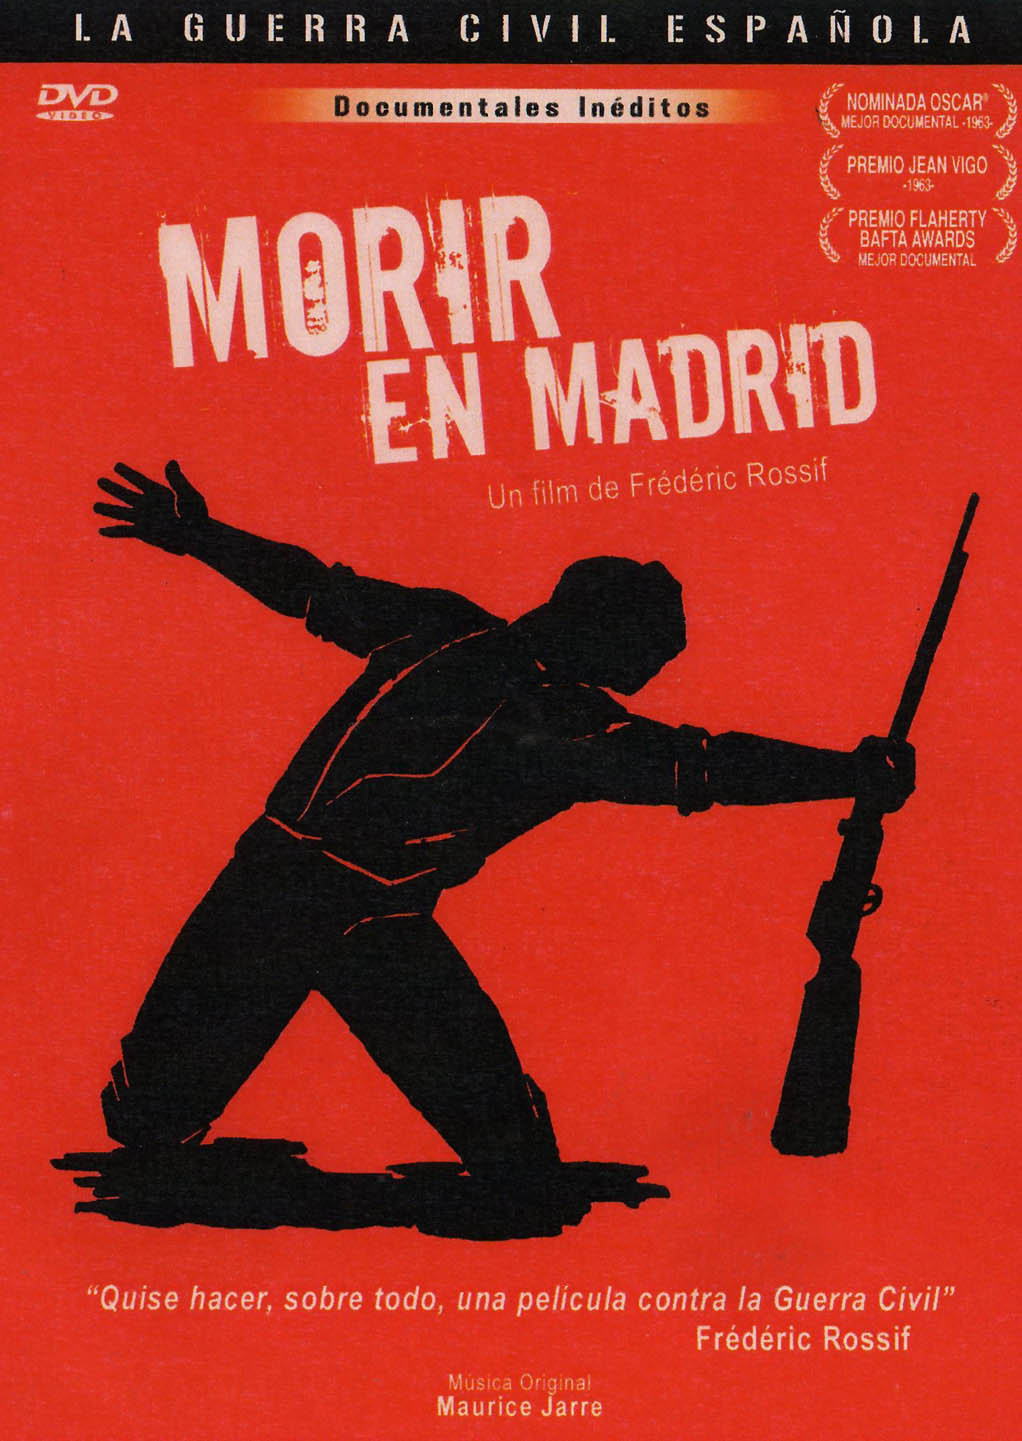 LA GUERRA CIVIL ESPAÑOLA
DVD
VIDEO
Documentales Inéditos
NOMINADA OSCAR®
MEJOR DOCUMENTAL -1963-
PREMIO JEAN VIGO
-1963-
PREMIO FLAHERTY
BAFTA AWARDS
MEJOR DOCUMENTAL
MORIR
EN MADRID
Un film de Frédéric Rossif
“Quise hacer, sobre todo, una película contra la Guerra Civil”
Frédéric Rossif
Música Original
Maurice Jarre